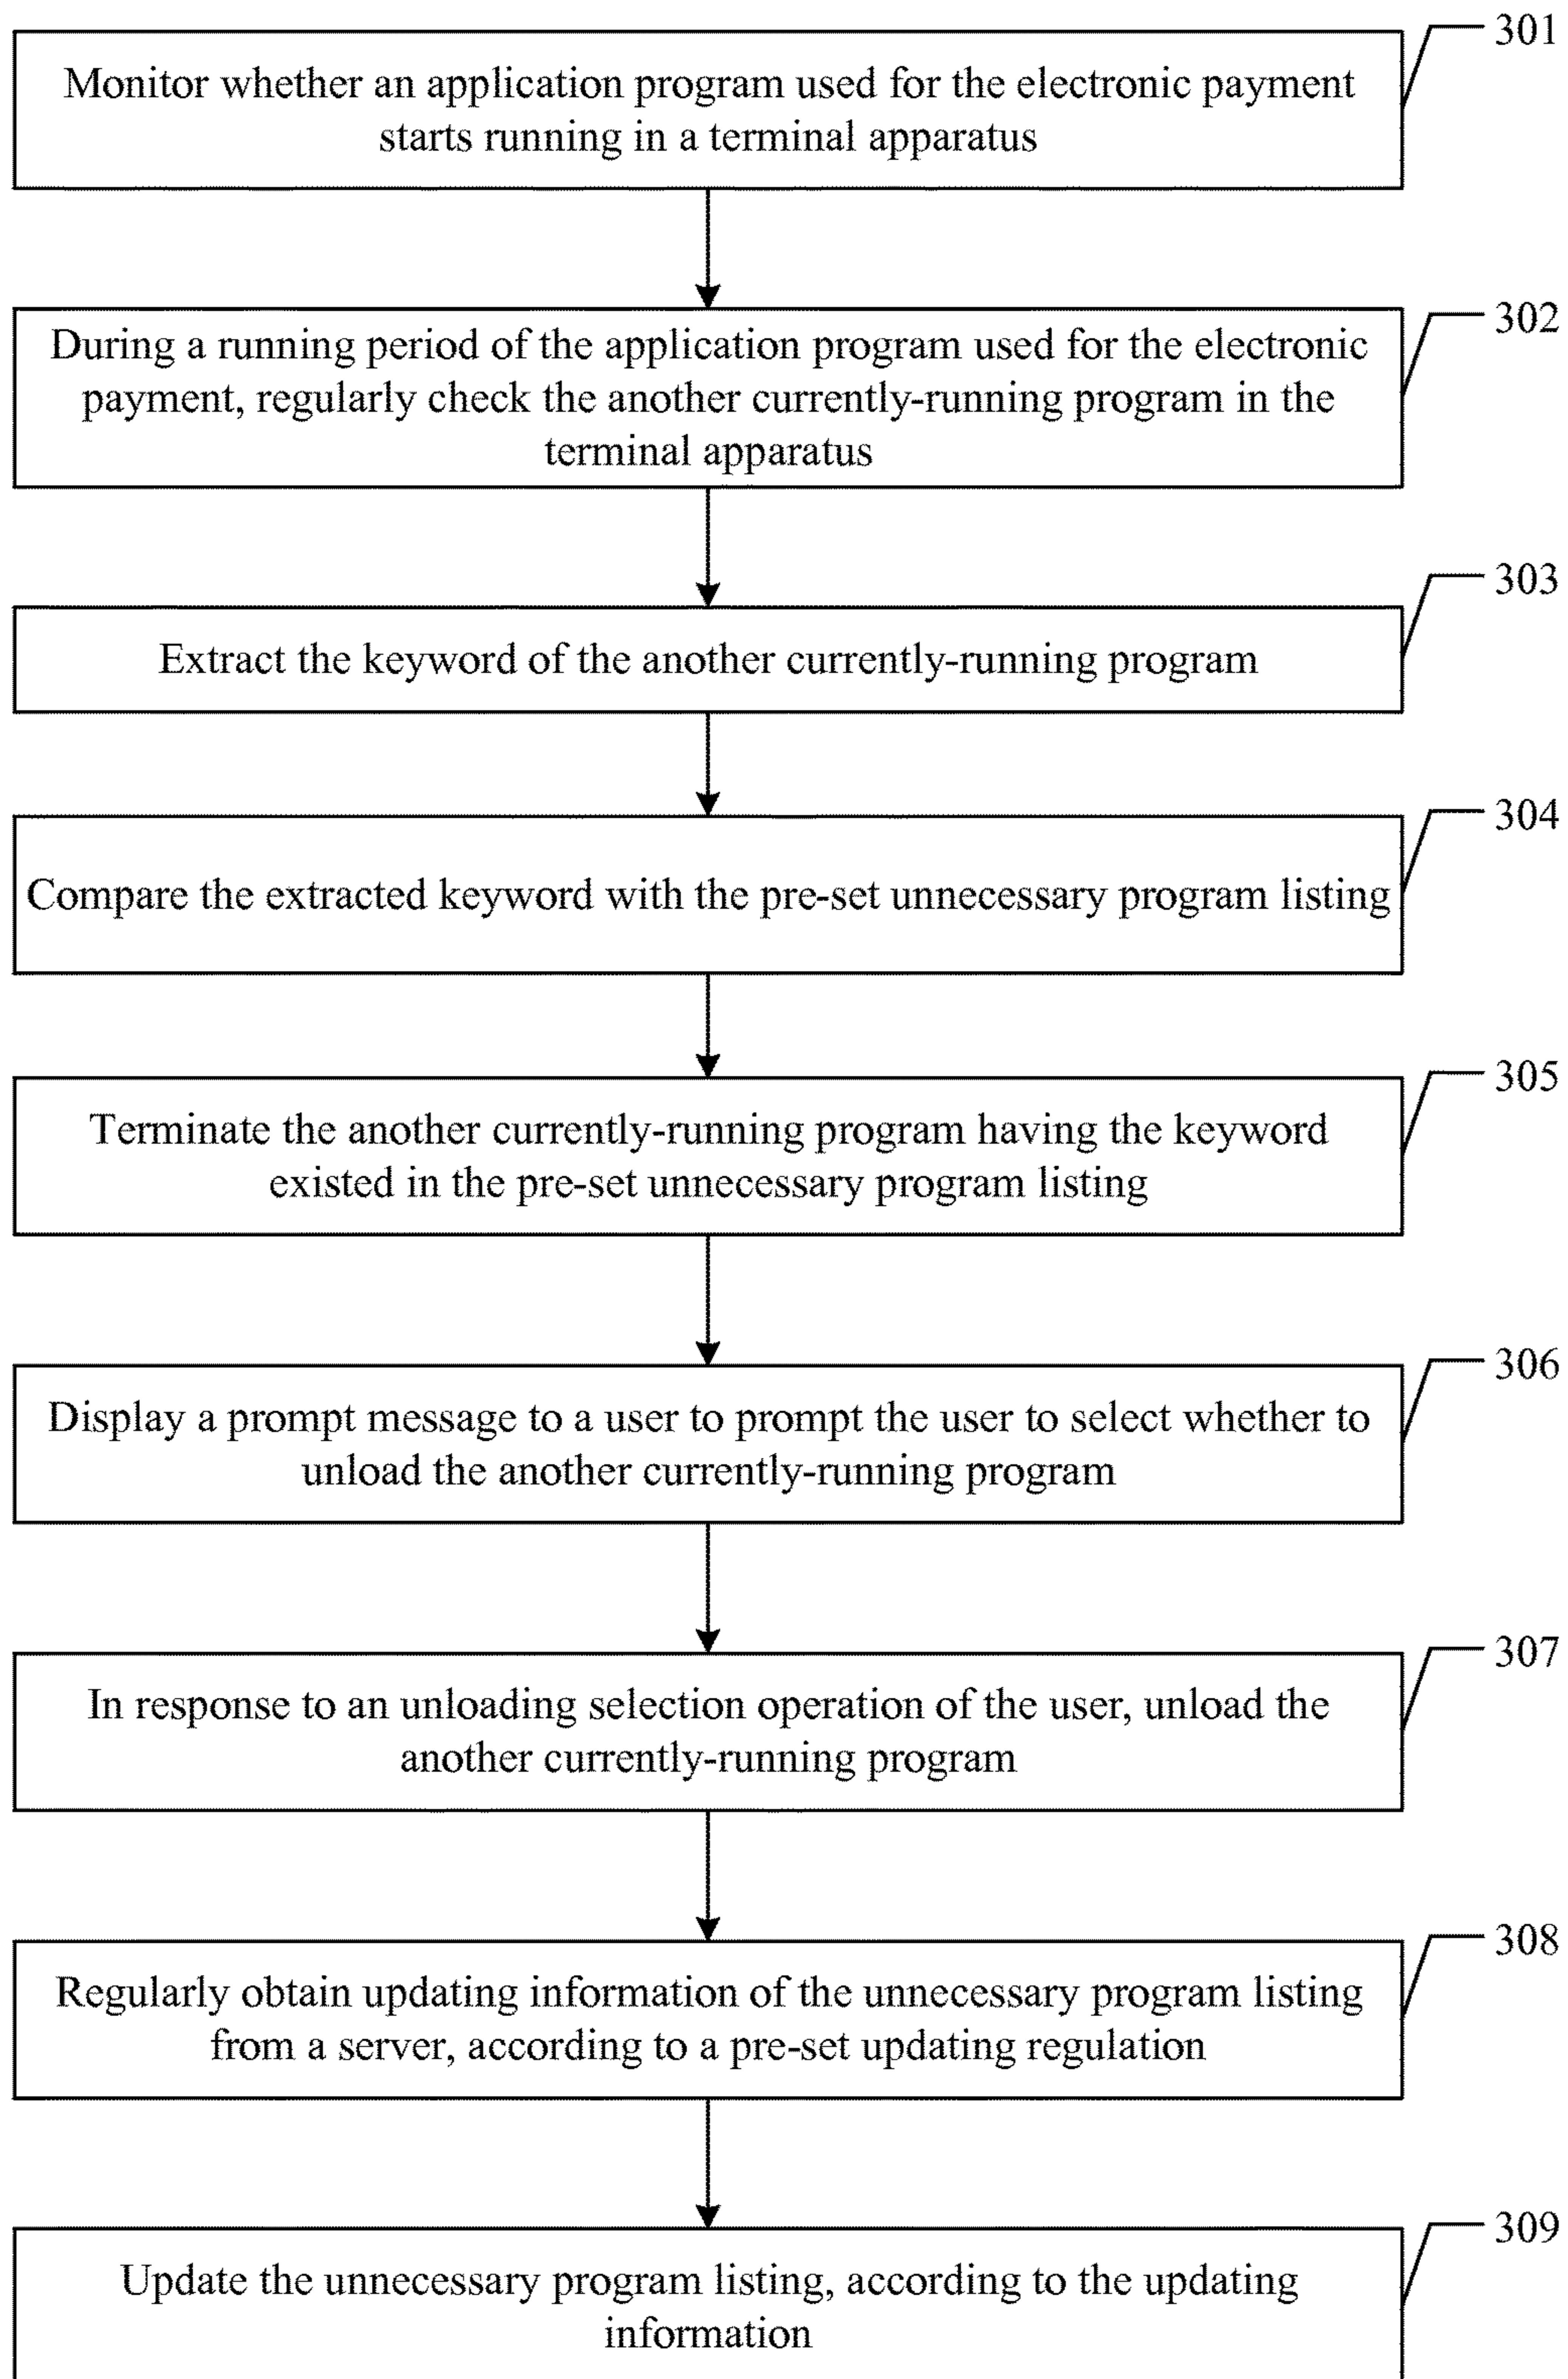 301
Monitor whether an application program used for the electronic payment
starts running in a terminal apparatus
302
During a running period of the application program used for the electronic
payment, regularly check the another currently-running program in the
terminal apparatus
303
Extract the keyword of the another currently-running program
304
Compare the extracted keyword with the pre-set unnecessary program listing
305
Terminate the another currently-running program having the keyword
existed in the pre-set unnecessary program listing
306
Display a prompt message to a user to prompt the user to select whether to
unload the another currently-running program
307
In response to an unloading selection operation of the user, unload the
another currently-running program
308
Regularly obtain updating information of the unnecessary program listing
from a server, according to a pre-set updating regulation
309
Update the unnecessary program listing, according to the updating
information